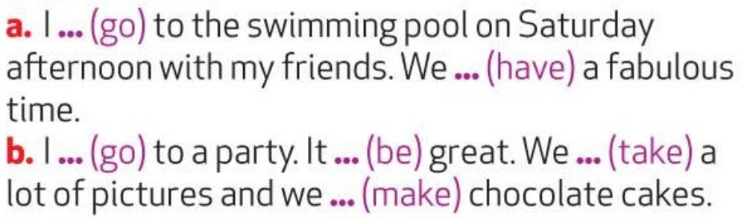 a. I ... (go) to the swimming pool on Saturday
afternoon with my friends. We ... (have) a fabulous
time.
b. I ... (go) to a party. It ... (be) great. We ... (take) a
lot of pictures and we ... (make) chocolate cakes.